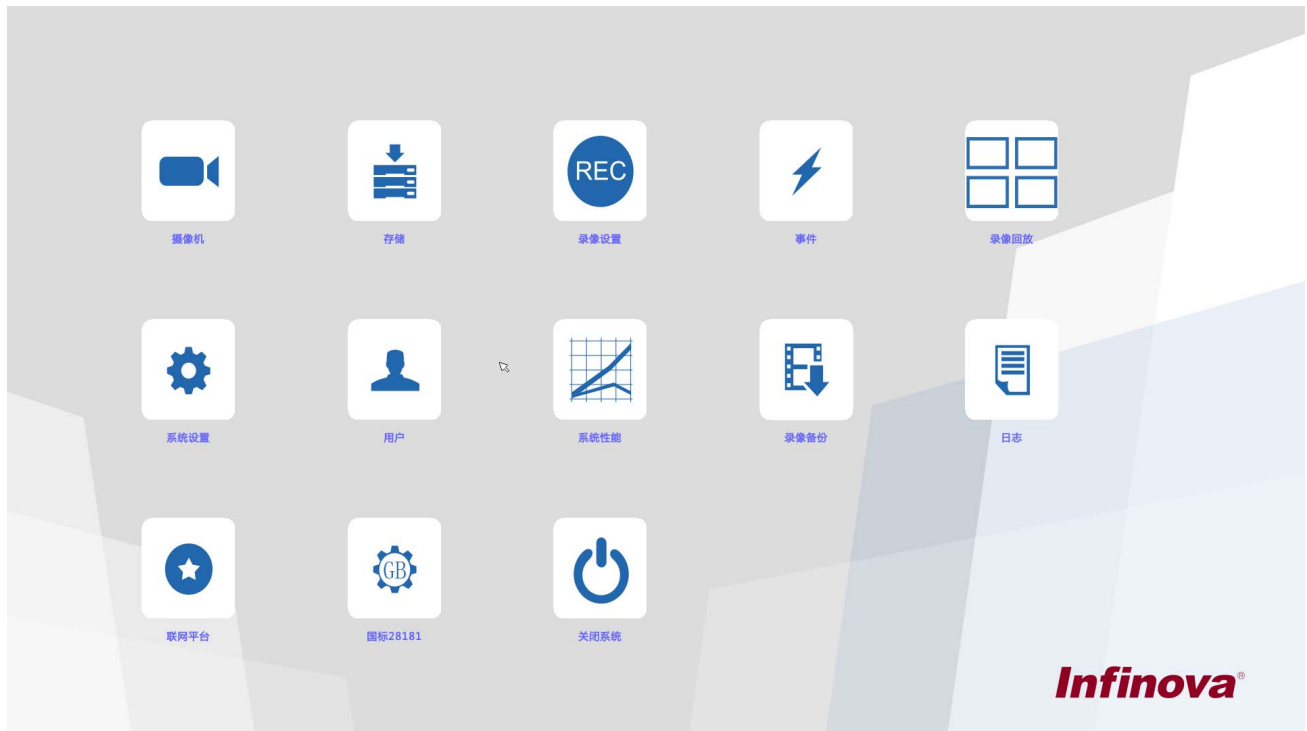 REC
摄像机
存储
录像设置
事件
录像回放
系统设置
用户
系统性能
录像备份
日志
GB
联网平台
国标28181
关闭系统
Infinova®